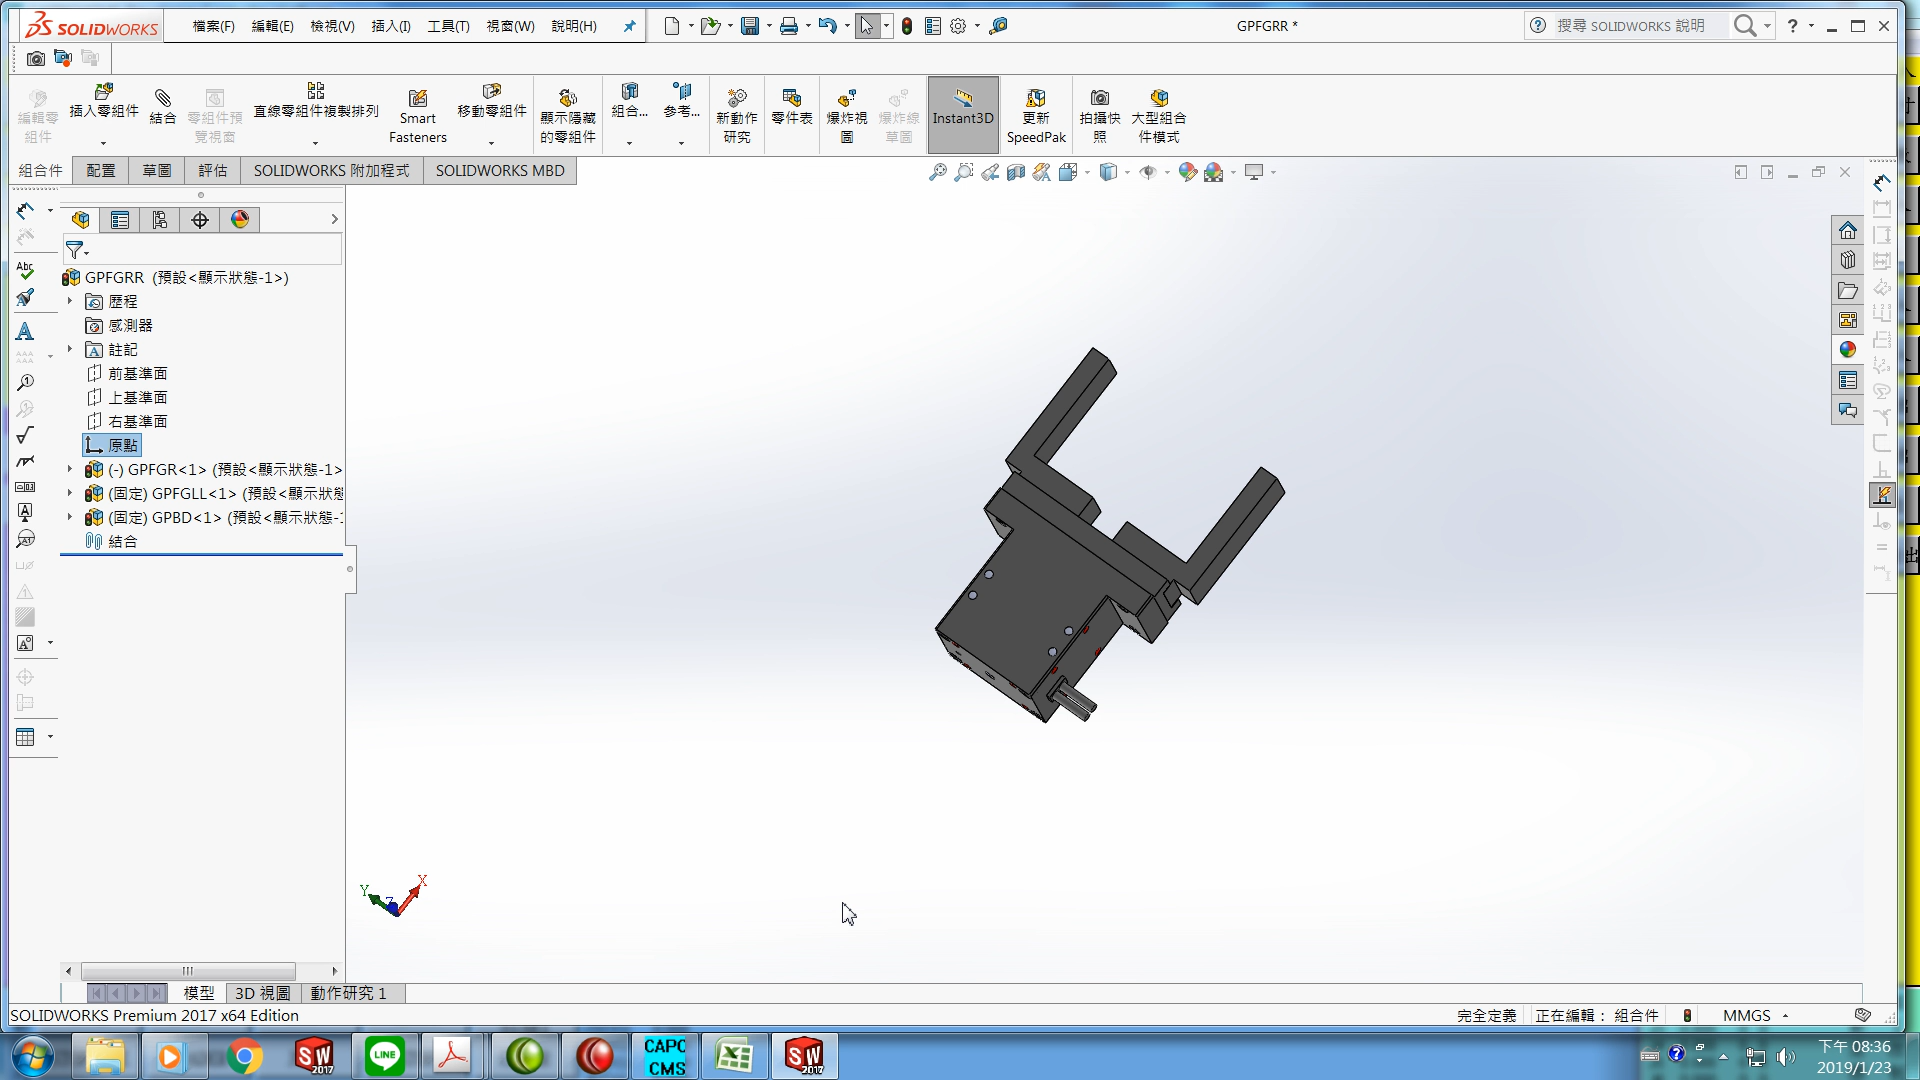 SOLIDWORKS 檔案(F) 編輯(E) 檢視(V) 插入(I) 工具(T) 視窗(W) 說明(H) GPFGRR * 搜尋 SOLIDWORKS 說明
編輯零組件 插入零組件 結合 零組件預覽視窗 直線零組件複製排列 Smart Fasteners 移動零組件 顯示隱藏的零組件 組合... 參考... 新動作研究 零件表 爆炸視圖 爆炸線草圖 Instant3D 更新 SpeedPak 拍攝快照 大型組合件模式
組合件 配置 草圖 評估 SOLIDWORKS 附加程式 SOLIDWORKS MBD
GPFGRR (預設<顯示狀態-1>)
歷程
感測器
註記
前基準面
上基準面
右基準面
原點
(-) GPFGR<1> (預設<顯示狀態-1>
(固定) GPFGLL<1> (預設<顯示狀態
(固定) GPBD<1> (預設<顯示狀態-1
結合
Y Z X
模型 3D 視圖 動作研究 1
SOLIDWORKS Premium 2017 x64 Edition 完全定義 正在編輯： 組合件 MMGS
SW 2017 LINE CAPC CMS SW 2017
下午 08:36
2019/1/23